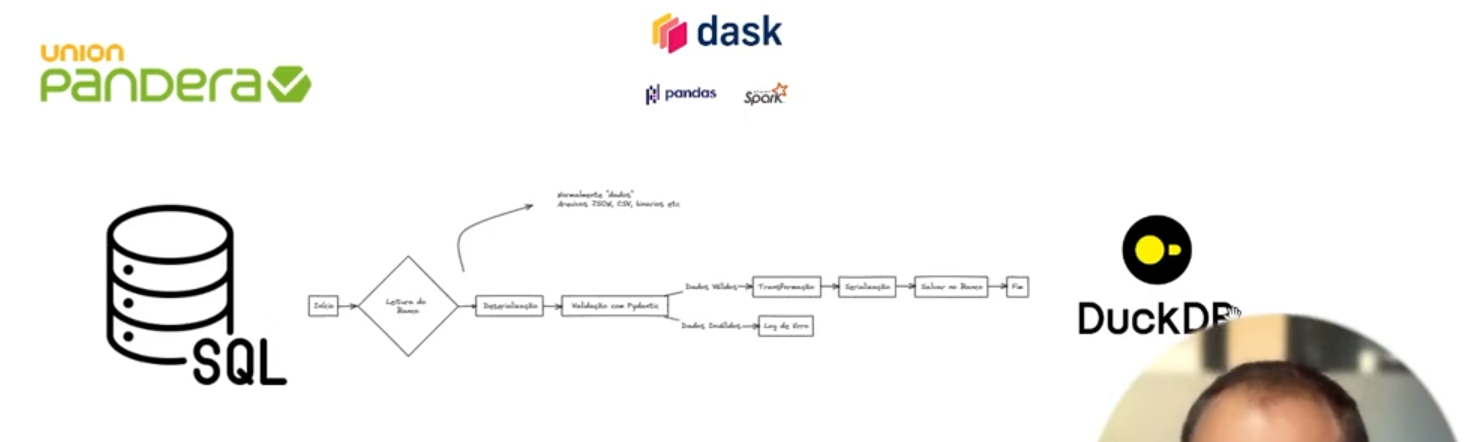 union
pandera
dask
pandas
Spark
Normalmente "dados"
Arquivos JSON, CSV, binarios etc
SQL
Início
Leitura do
Banco
Deserialização
Validação com Pydantic
Dados Válidos
Transformação
Serialização
Salvar no Banco
Fim
Dados Inválidos
Log de Erro
DuckDB